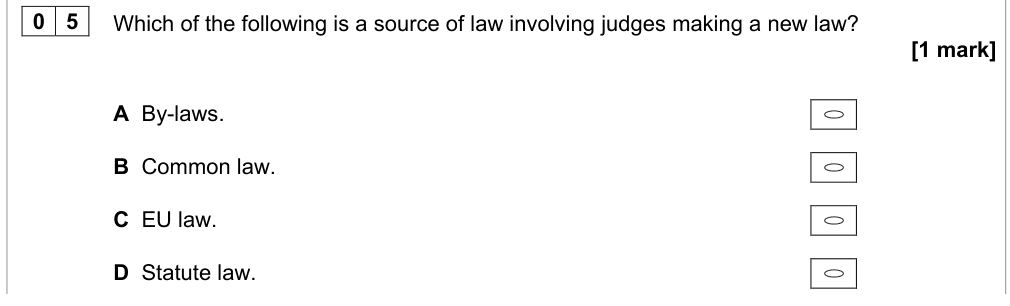 0 5 Which of the following is a source of law involving judges making a new law?
[1 mark]
A By-laws.
B Common law.
C EU law.
D Statute law.